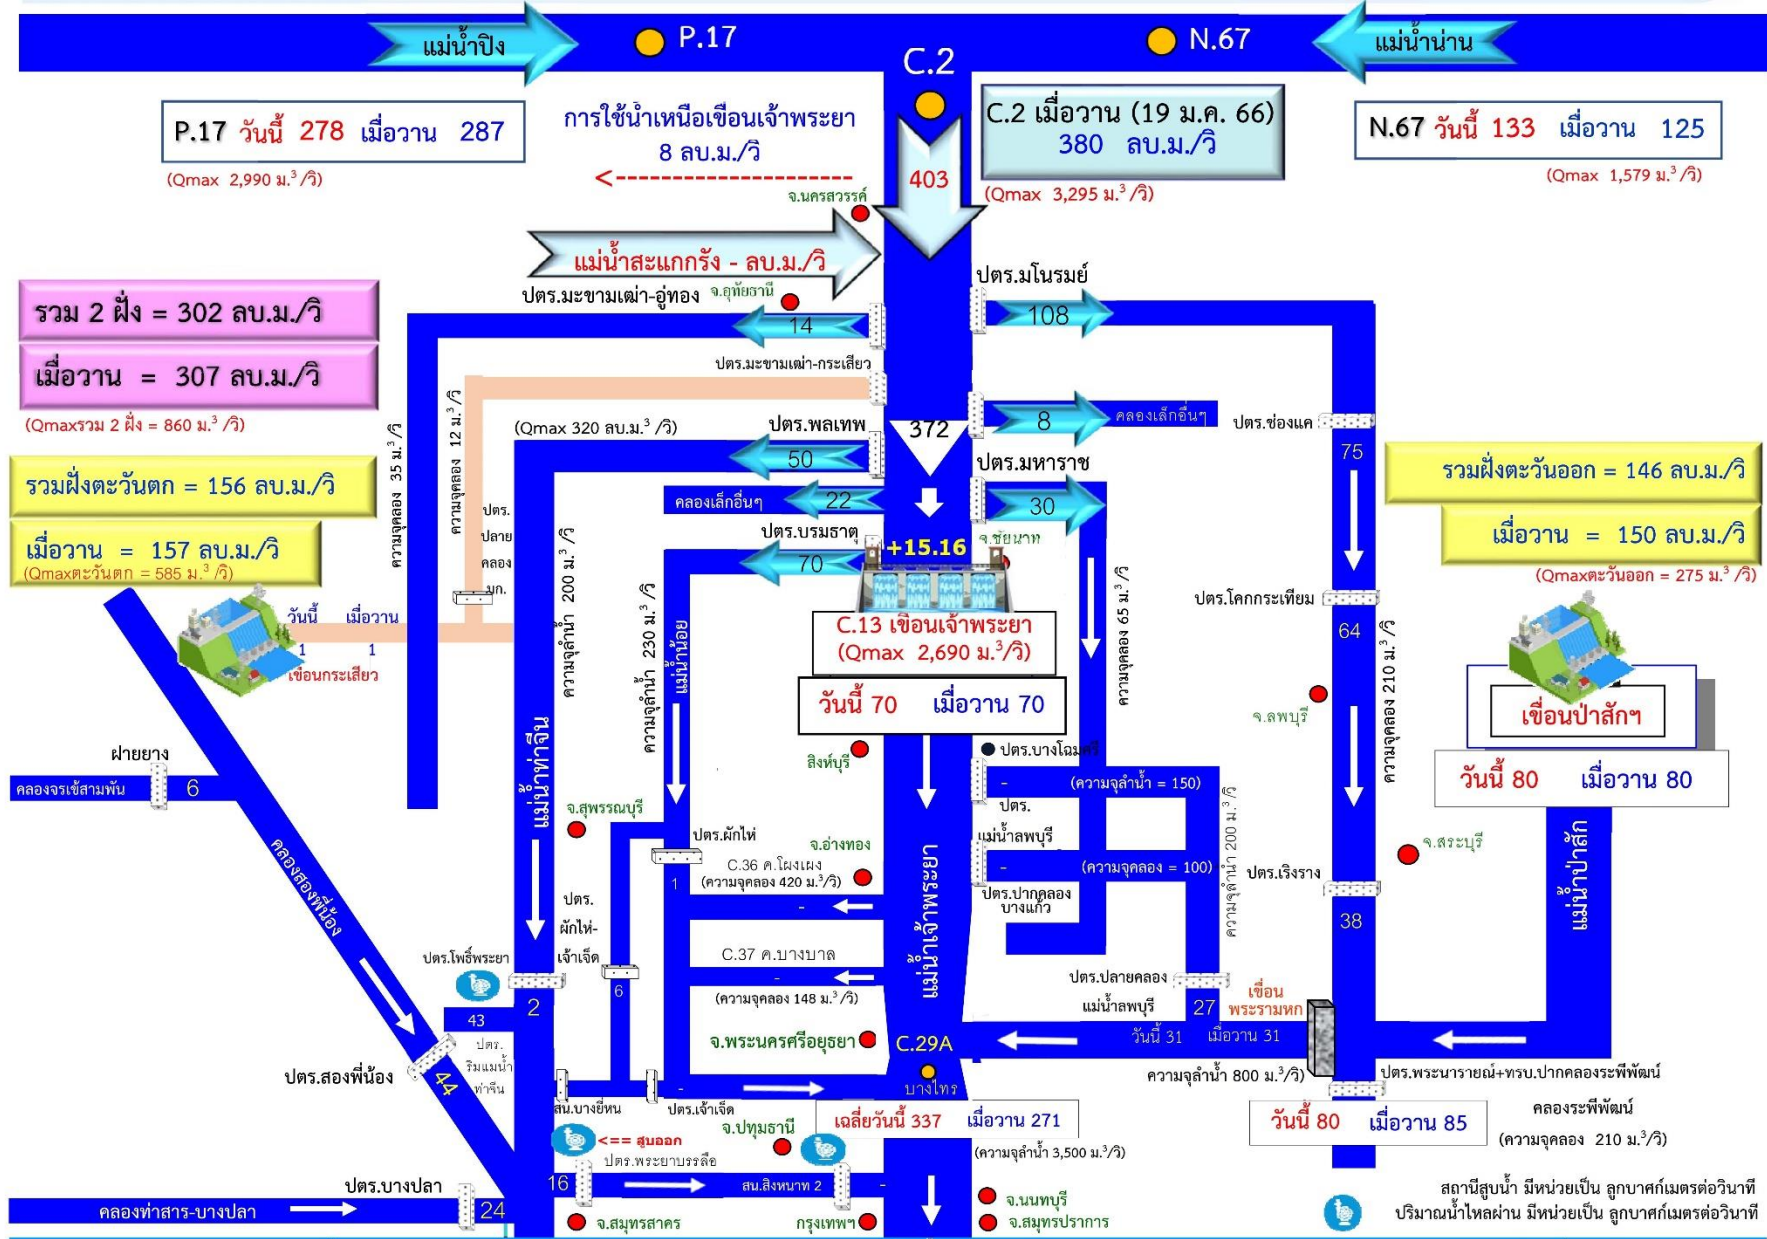 แม่น้ำปิง
P.17
C.2
N.67
แม่น้ำน่าน
P.17 วันนี้ 278 เมื่อวาน 287
(Qmax 2,990 ม.³/วิ)
การใช้น้ำเหนือเขื่อนเจ้าพระยา
8 ลบ.ม./วิ
<--------------------
403
C.2 เมื่อวาน (19 ม.ค. 66)
380 ลบ.ม./วิ
(Qmax 3,295 ม.³/วิ)
N.67 วันนี้ 133 เมื่อวาน 125
(Qmax 1,579 ม.³/วิ)
จ.นครสวรรค์
แม่น้ำสะแกกรัง - ลบ.ม./วิ
ปตร.มะขามเฒ่า-อู่ทอง
จ.อุทัยธานี
14
ปตร.มโนรมย์
108
รวม 2 ฝั่ง = 302 ลบ.ม./วิ
เมื่อวาน = 307 ลบ.ม./วิ
(Qmaxรวม 2 ฝั่ง = 860 ม.³/วิ)
ปตร.มะขามเฒ่า-กระเสียว
(Qmax 320 ลบ.ม.³/วิ)
ปตร.พลเทพ
50
372
8
คลองเล็กอื่นๆ
ปตร.ช่องแค
75
รวมฝั่งตะวันตก = 156 ลบ.ม./วิ
เมื่อวาน = 157 ลบ.ม./วิ
(Qmaxตะวันตก = 585 ม.³/วิ)
ความจุคลอง 35 ม.³/วิ
ความจุคลอง 12 ม.³/วิ
ปตร.
ปลาย
คลอง
มก.
คลองเล็กอื่นๆ
22
ปตร.มหาราช
30
รวมฝั่งตะวันออก = 146 ลบ.ม./วิ
เมื่อวาน = 150 ลบ.ม./วิ
(Qmaxตะวันออก = 275 ม.³/วิ)
ปตร.บรมธาตุ
70
+15.16
จ.ชัยนาท
C.13 เขื่อนเจ้าพระยา
(Qmax 2,690 ม.³/วิ)
วันนี้ 70 เมื่อวาน 70
ปตร.โคกกระเทียม
64
วันนี้ เมื่อวาน
1 1
เขื่อนกระเสียว
ความจุลำน้ำ 200 ม.³/วิ
ความจุลำน้ำ 230 ม.³/วิ
แม่น้ำน้อย
ความจุคลอง 65 ม.³/วิ
ความจุคลอง 210 ม.³/วิ
จ.ลพบุรี
เขื่อนป่าสักฯ
วันนี้ 80 เมื่อวาน 80
ฝายยาง
คลองจรเข้สามพัน
6
แม่น้ำท่าจีน
จ.สุพรรณบุรี
สิงห์บุรี
ปตร.บางโฉมศรี
-
(ความจุลำน้ำ = 150)
ปตร.
แม่น้ำลพบุรี
-
(ความจุคลอง = 100)
ปตร.ปากคลอง
บางแก้ว
ความจุลำน้ำ 200 ม.³/วิ
ปตร.เริงราง
38
จ.สระบุรี
แม่น้ำป่าสัก
คลองสองพี่น้อง
ปตร.ผักไห่
1
จ.อ่างทอง
C.36 ค.โผงเผง
(ความจุคลอง 420 ม.³/วิ)
-
แม่น้ำเจ้าพระยา
ปตร.
ผักไห่-
เจ้าเจ็ด
6
C.37 ค.บางบาล
-
(ความจุคลอง 148 ม.³/วิ)
ปตร.โพธิ์พระยา
2
43
ปตร.
ริมแม่น้ำ
ท่าจีน
ปตร.สองพี่น้อง
44
ปตร.ปลายคลอง
แม่น้ำลพบุรี
27
เขื่อน
พระรามหก
วันนี้ 31 เมื่อวาน 31
ความจุลำน้ำ 800 ม.³/วิ)
จ.พระนครศรีอยุธยา
C.29A
บางไทร
สน.บางยี่หน
-
ปตร.เจ้าเจ็ด
เฉลี่ยวันนี้ 337 เมื่อวาน 271
(ความจุลำน้ำ 3,500 ม.³/วิ)
ปตร.พระนารายณ์+ทรบ.ปากคลองระพีพัฒน์
วันนี้ 80 เมื่อวาน 85
คลองระพีพัฒน์
(ความจุคลอง 210 ม.³/วิ)
<== สูบออก
จ.ปทุมธานี
ปตร.พระยาบรรลือ
16
สน.สิงหนาท 2
-
ปตร.บางปลา
คลองท่าสาร-บางปลา
24
จ.สมุทรสาคร
กรุงเทพฯ
จ.นนทบุรี
จ.สมุทรปราการ
สถานีสูบน้ำ มีหน่วยเป็น ลูกบาศก์เมตรต่อวินาที
ปริมาณน้ำไหลผ่าน มีหน่วยเป็น ลูกบาศก์เมตรต่อวินาที